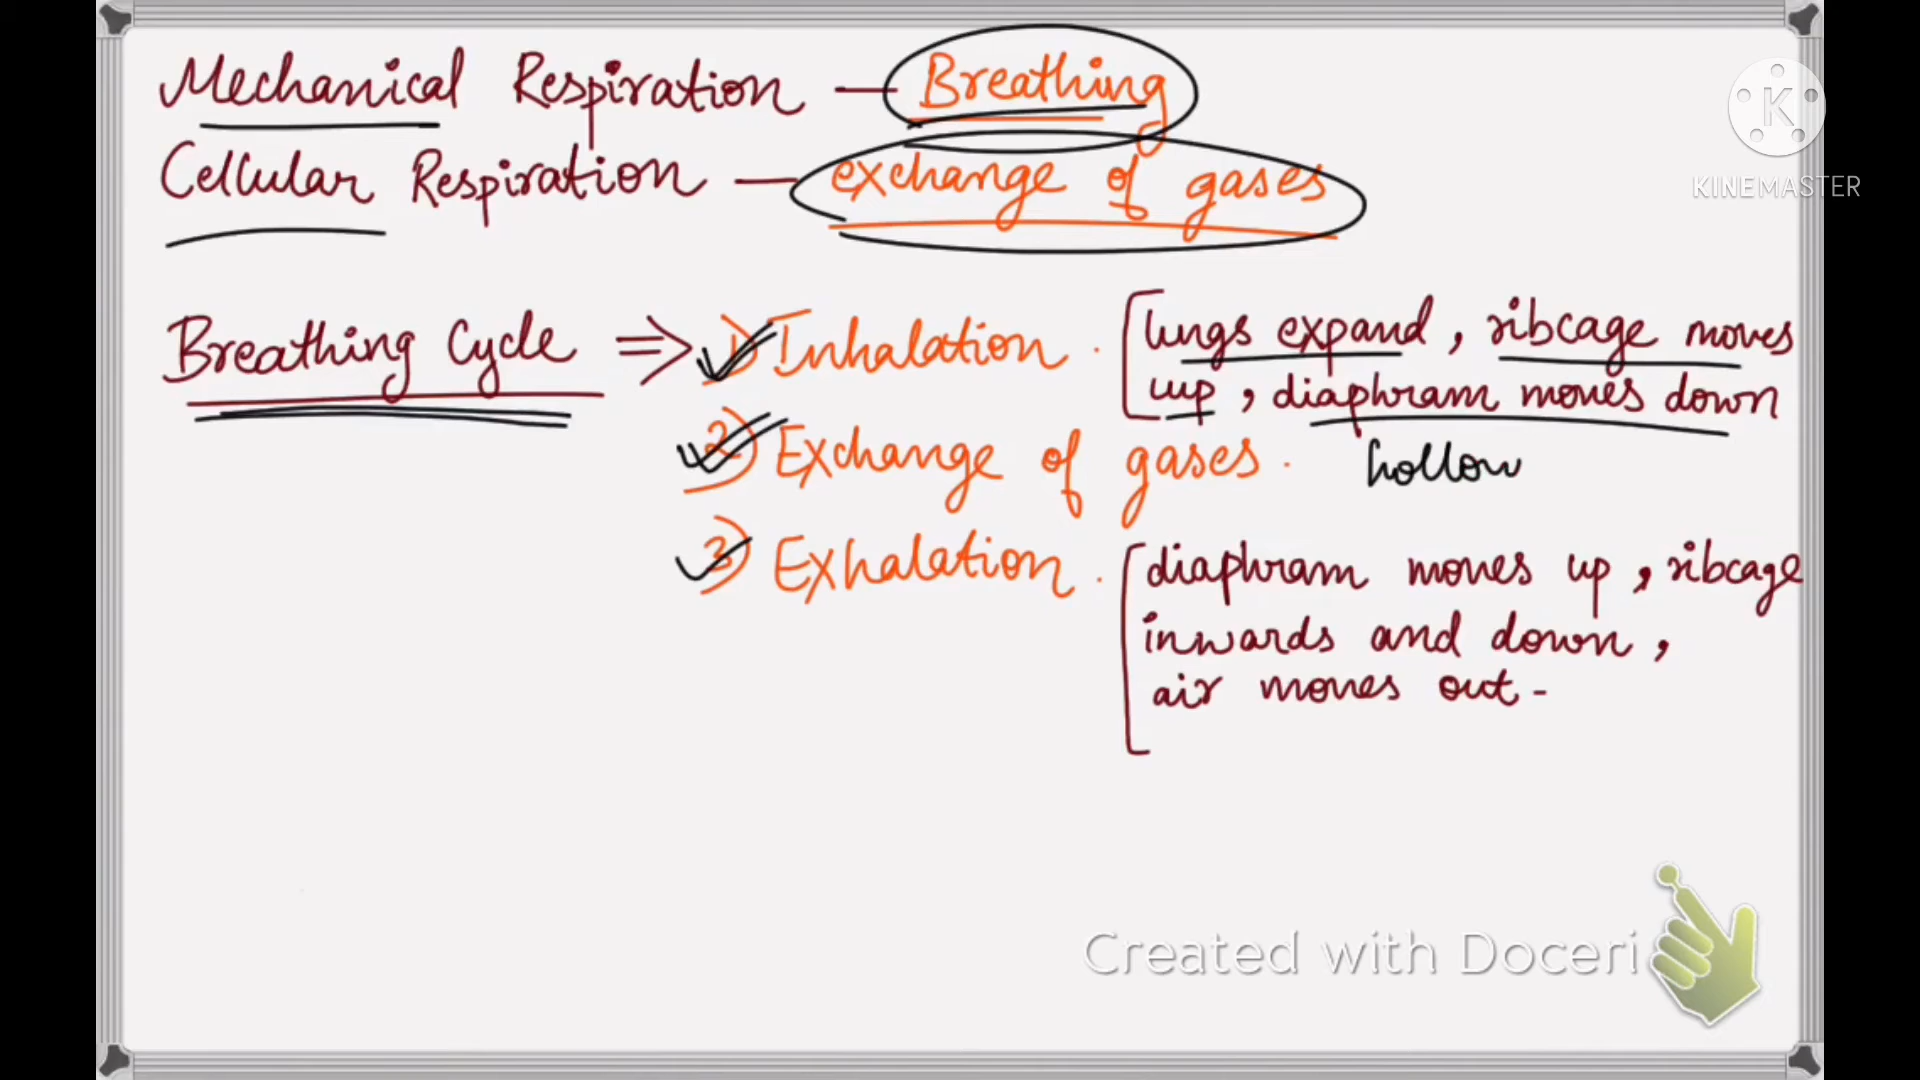 Mechanical Respiration — Breathing
Cellular Respiration — exchange of gases
KINEMASTER
Breathing Cycle ⇒ 1) Inhalation . [lungs expand, ribcage moves
up, diaphram moves down
2) Exchange of gases . hollow
3) Exhalation . [diaphram moves up, ribcage
inwards and down,
air moves out -
Created with Doceri